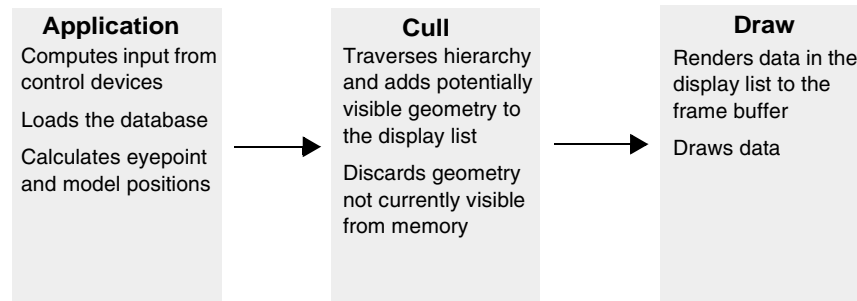 Application
Computes input from
control devices
Loads the database
Calculates eyepoint
and model positions
Cull
Traverses hierarchy
and adds potentially
visible geometry to
the display list
Discards geometry
not currently visible
from memory
Draw
Renders data in the
display list to the
frame buffer
Draws data